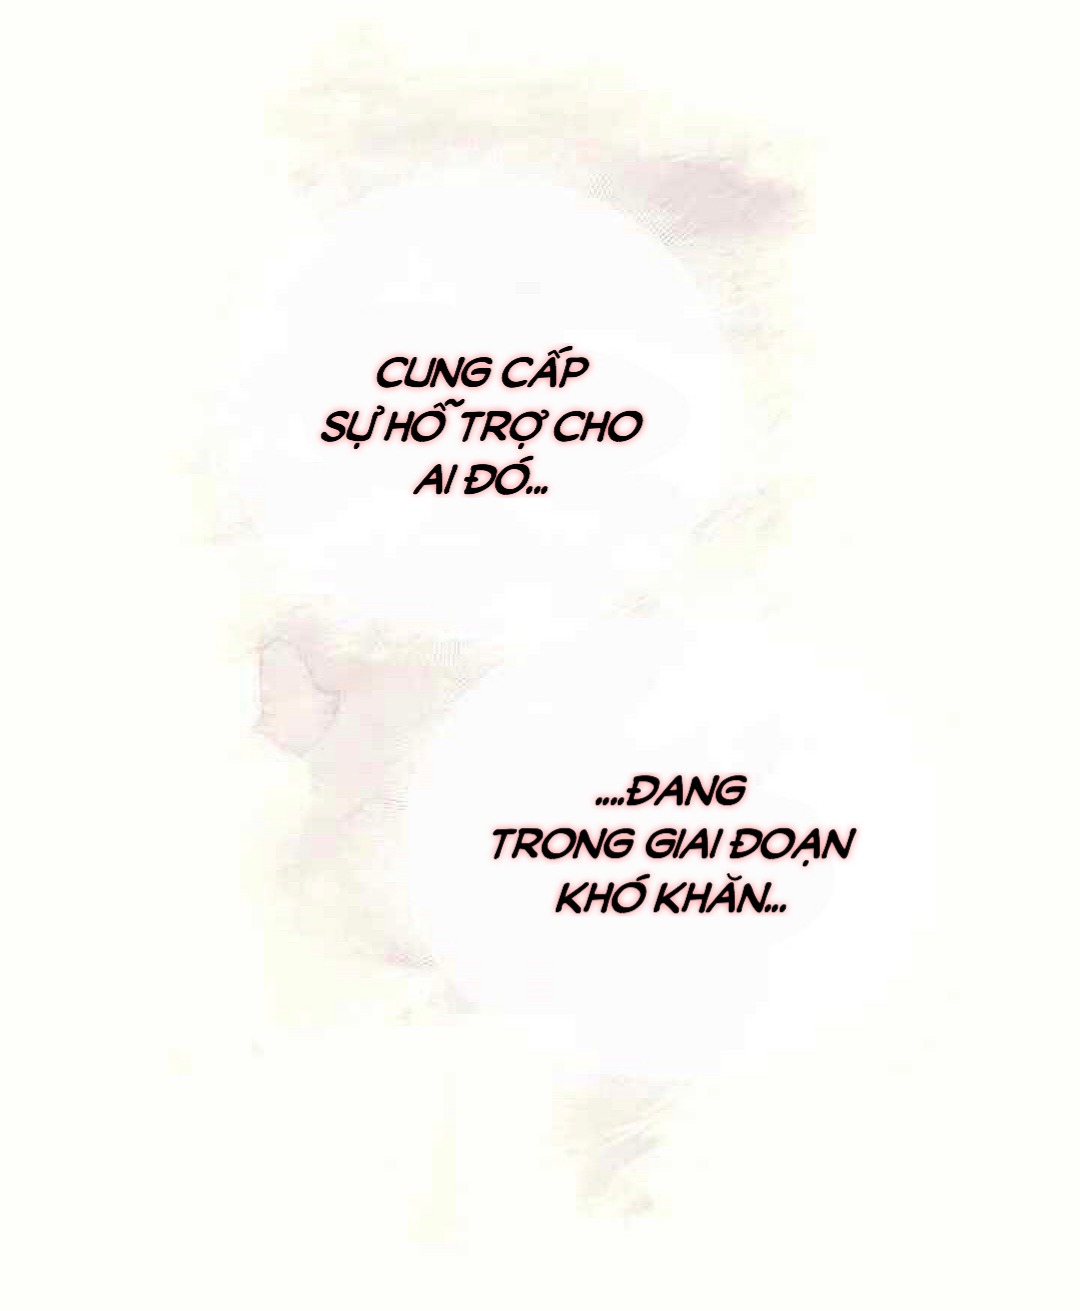 CUNG CẤP
SỰ HỖ TRỢ CHO
AI ĐÓ...
....ĐANG
TRONG GIAI ĐOẠN
KHÓ KHĂN...